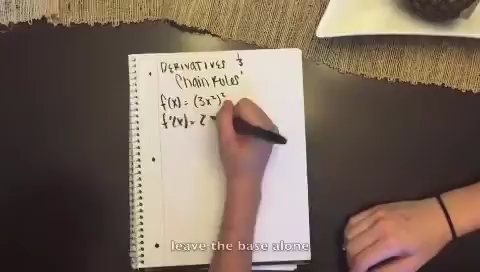 DERIVATIVES
Chain Rules
f(x) = (3x²)²
f'(x) = 2
leave the base alone